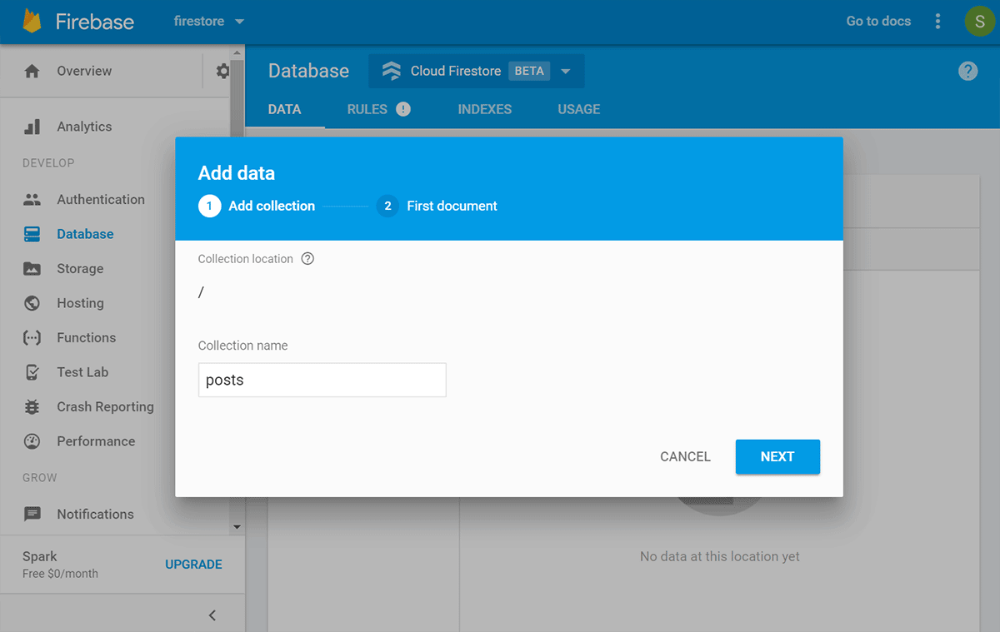 Firebase
firestore
Go to docs
S
Overview
Database
Cloud Firestore BETA
?
DATA
RULES !
INDEXES
USAGE
Analytics
DEVELOP
Authentication
Database
Storage
Hosting
Functions
Test Lab
Crash Reporting
Performance
GROW
Notifications
Spark
Free $0/month
UPGRADE
Add data
1 Add collection
2 First document
Collection location ?
/
Collection name
posts
CANCEL
NEXT
No data at this location yet